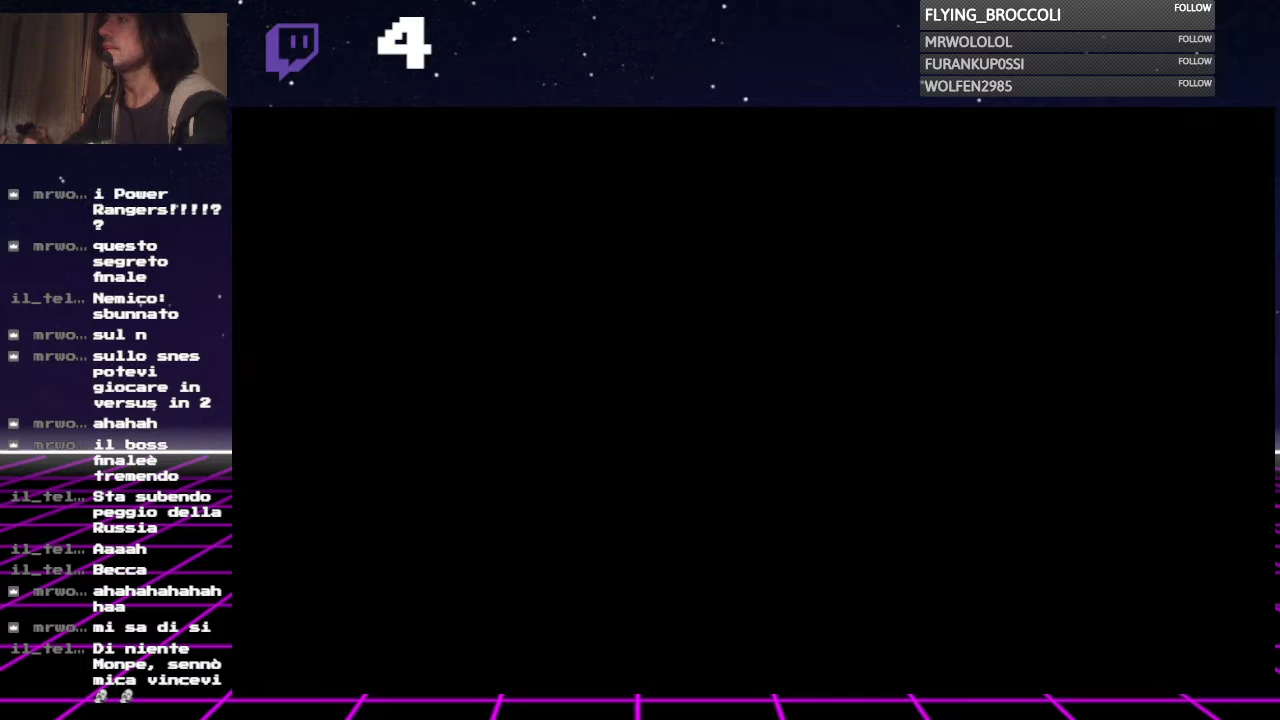 4
FLYING_BROCCOLI FOLLOW
MRWOLOLOL FOLLOW
FURANKUP0SSI FOLLOW
WOLFEN2985 FOLLOW
mrwo... i Power
Rangers!!!!?
?
mrwo... questo
segreto
finale
il_tel... Nemico:
sbunnato
mrwo... sul n
mrwo... sullo snes
potevi
giocare in
versus in 2
mrwo... ahahah
mrwo... il boss
finaleè
tremendo
il_tel... Sta subendo
peggio della
Russia
il_tel... Aaaah
il_tel... Becca
mrwo... ahahahahahah
haa
mrwo... mi sa di si
il_tel... Di niente
Monpe, sennò
mica vincevi